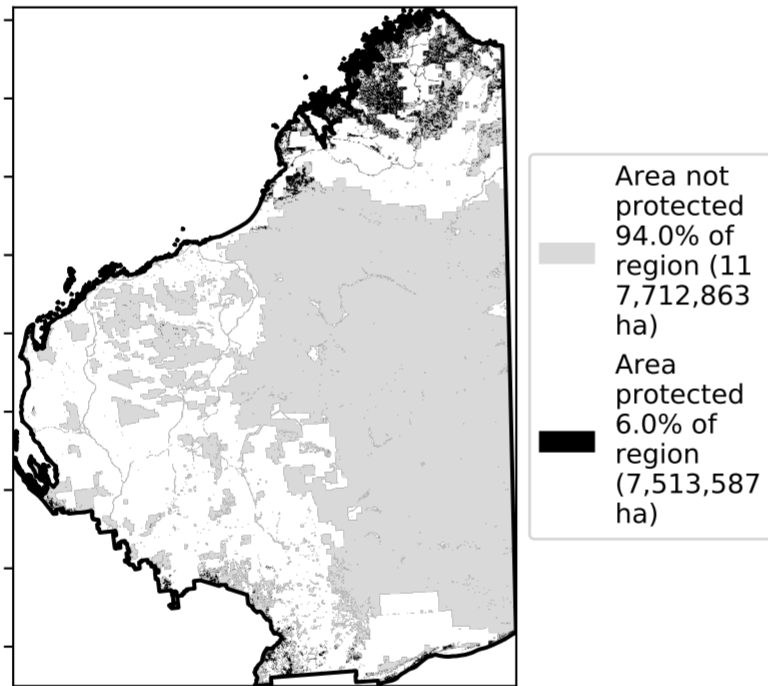 Area not
protected
94.0% of
region (11
7,712,863
ha)
Area
protected
6.0% of
region
(7,513,587
ha)